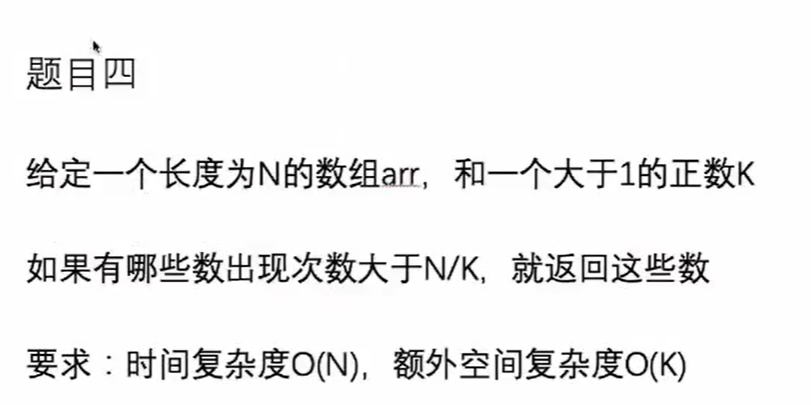 题目四
给定一个长度为N的数组arr，和一个大于1的正数K
如果有哪些数出现次数大于N/K，就返回这些数
要求：时间复杂度O(N)，额外空间复杂度O(K)